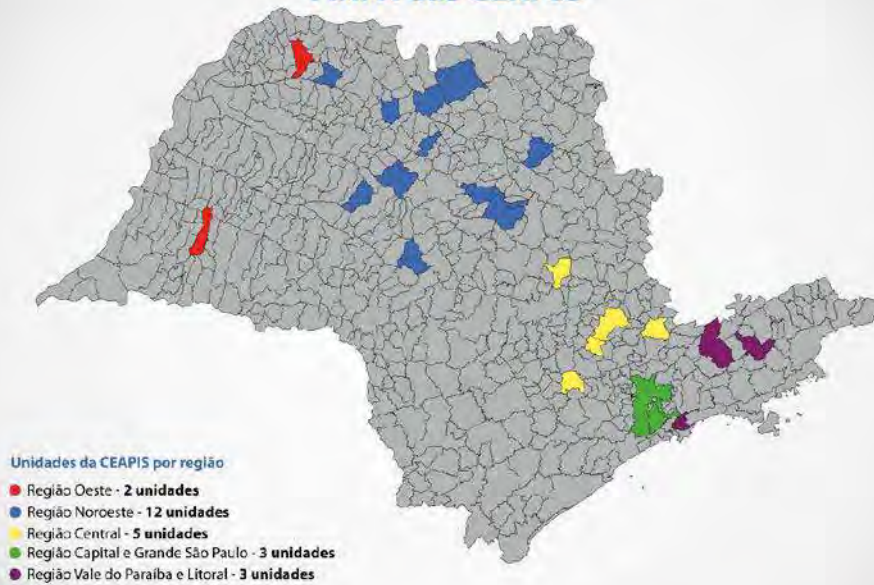 Unidades da CEAPIS por região
Região Oeste - 2 unidades
Região Noroeste - 12 unidades
Região Central - 5 unidades
Região Capital e Grande São Paulo - 3 unidades
Região Vale do Paraíba e Litoral - 3 unidades